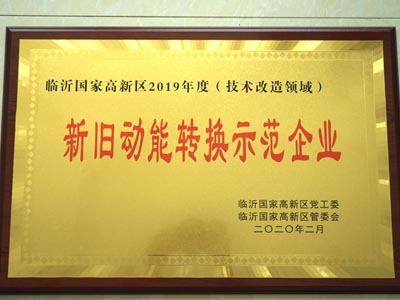 临沂国家高新区2019年度（技术改造领域）
新旧动能转换示范企业
临沂国家高新区党工委
临沂国家高新区管委会
二〇二〇年二月